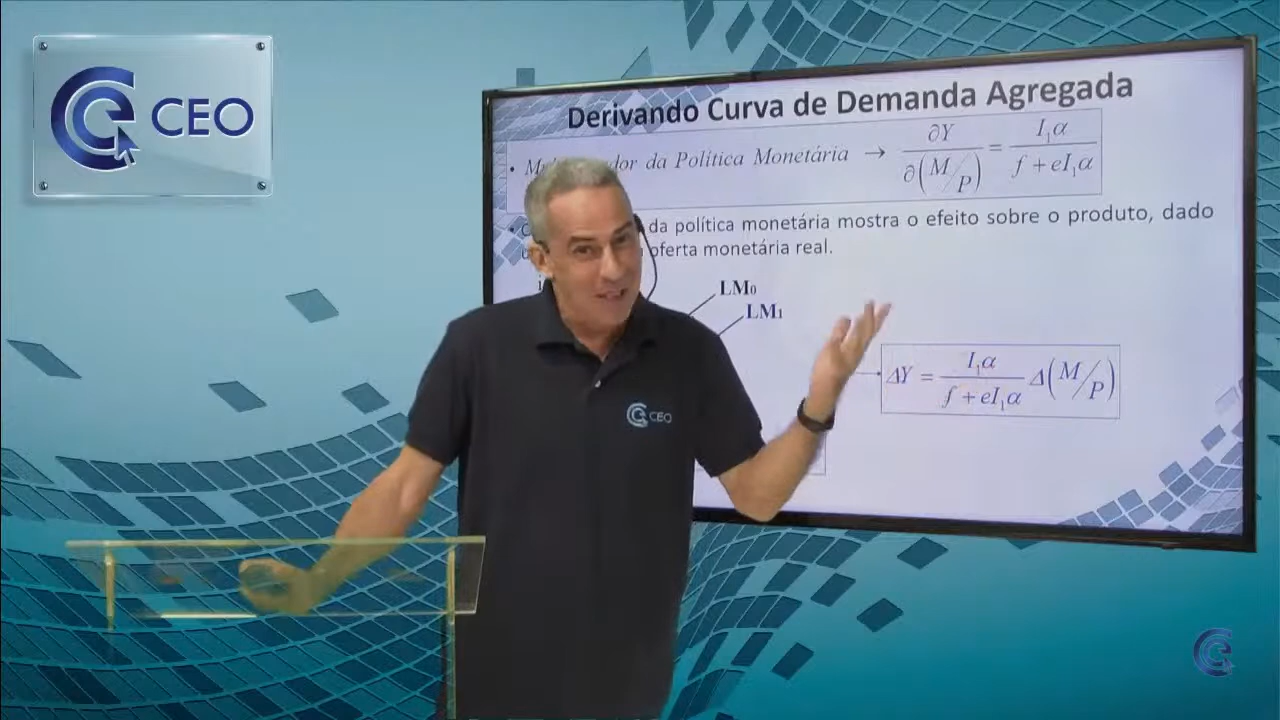 CEO
Derivando Curva de Demanda Agregada
dor da Política Monetária → ∂Y/∂(M/P) = I₁α/(f + eI₁α)
da política monetária mostra o efeito sobre o produto, dado
oferta monetária real.
LM₀
LM₁
ΔY = I₁α/(f + eI₁α) Δ(M/P)
CEO